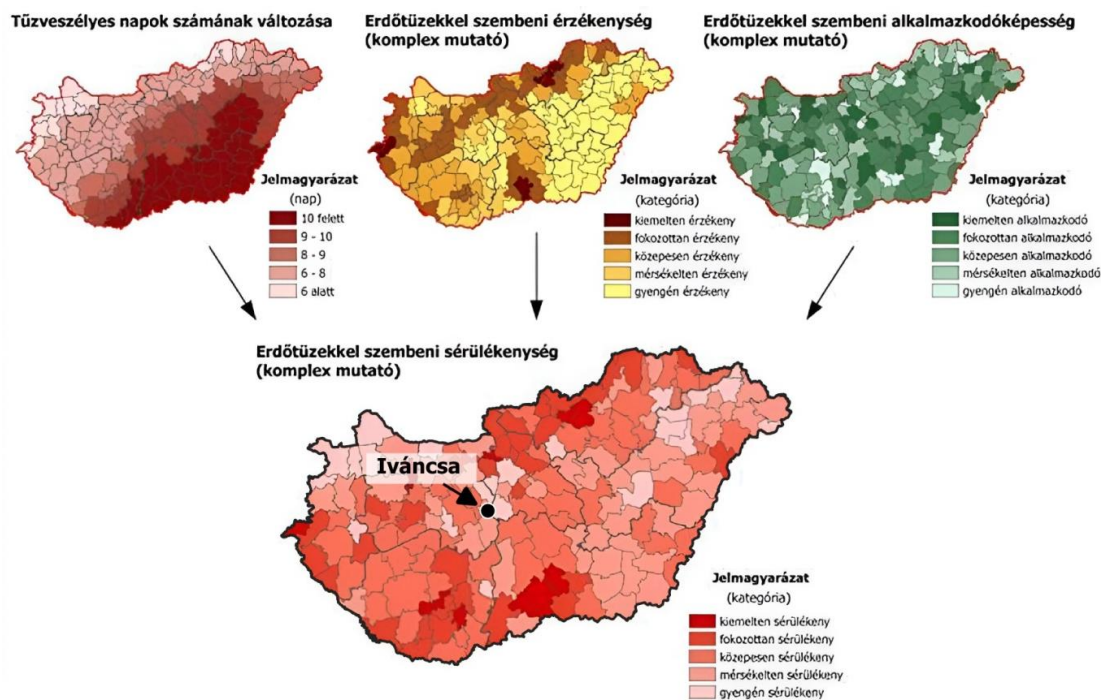 Tűzveszélyes napok számának változása
Jelmagyarázat
(nap)
10 felett
9 - 10
8 - 9
6 - 8
6 alatt
Erdőtüzekkel szembeni érzékenység
(komplex mutató)
Jelmagyarázat
(kategória)
kiemelten érzékeny
fokozottan érzékeny
közepesen érzékeny
mérsékelten érzékeny
gyengén érzékeny
Erdőtüzekkel szembeni alkalmazkodóképesség
(komplex mutató)
Jelmagyarázat
(kategória)
kiemelten alkalmazkodó
fokozottan alkalmazkodó
közepesen alkalmazkodó
mérsékelten alkalmazkodó
gyengén alkalmazkodó
Erdőtüzekkel szembeni sérülékenység
(komplex mutató)
Iváncsa
Jelmagyarázat
(kategória)
kiemelten sérülékeny
fokozottan sérülékeny
közepesen sérülékeny
mérsékelten sérülékeny
gyengén sérülékeny